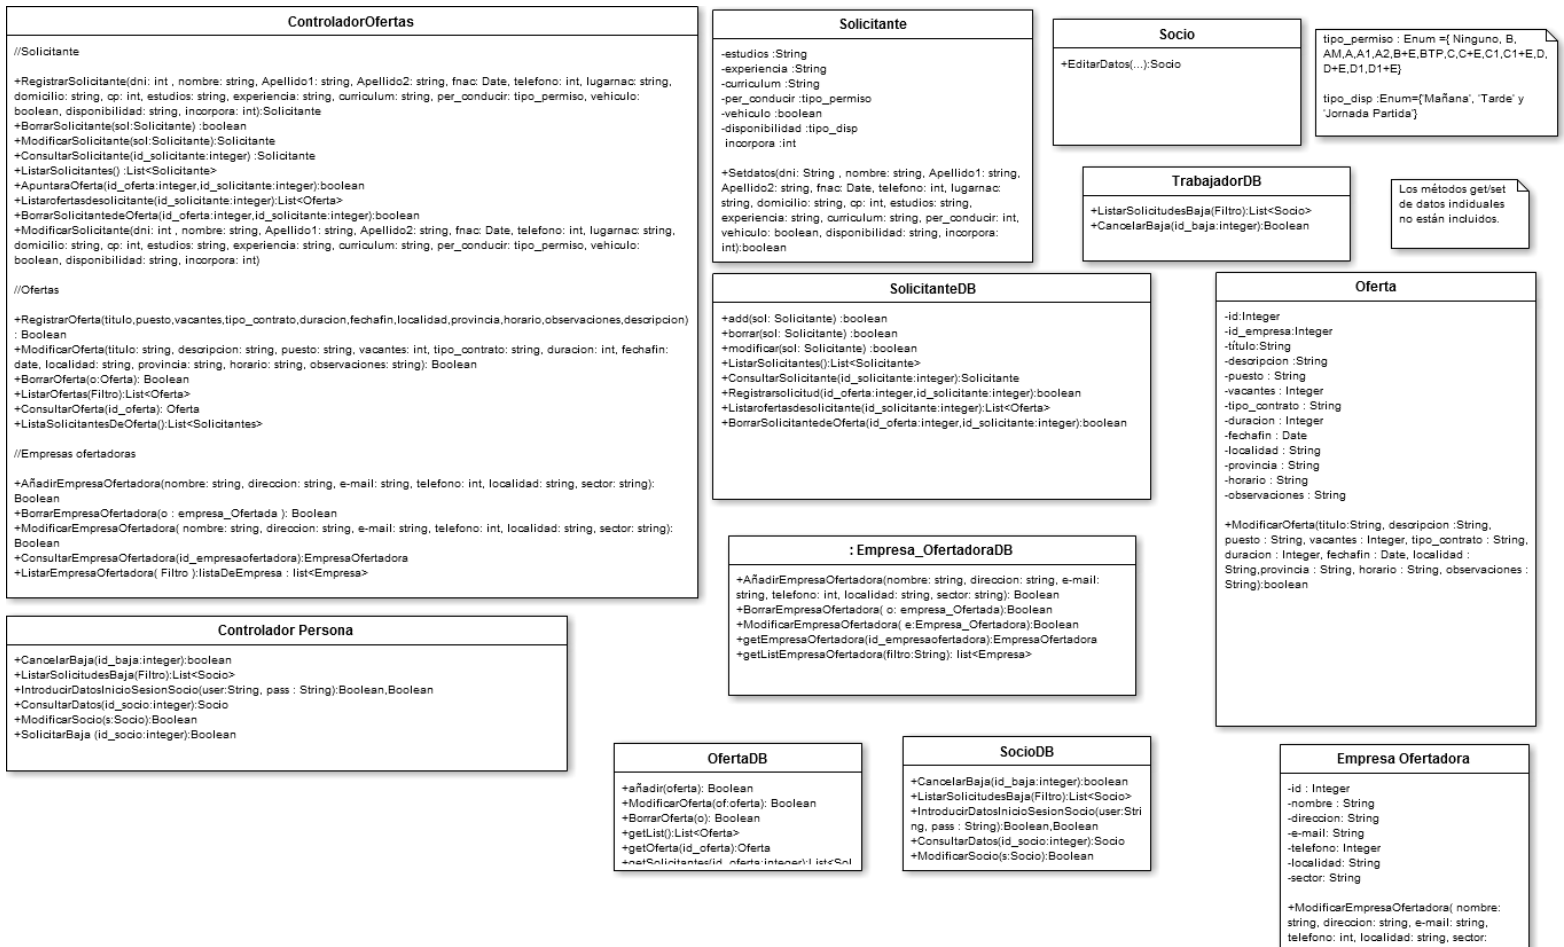 ControladorOfertas
//Solicitante
+RegistrarSolicitante(dni: int , nombre: string, Apellido1: string, Apellido2: string, fnac: Date, telefono: int, lugarnac: string,
domicilio: string, cp: int, estudios: string, experiencia: string, curriculum: string, per_conducir: tipo_permiso, vehiculo:
boolean, disponibilidad: string, incorpora: int):Solicitante
+BorrarSolicitante(sol:Solicitante) :boolean
+ModificarSolicitante(sol:Solicitante):Solicitante
+ConsultarSolicitante(id_solicitante:integer) :Solicitante
+ListarSolicitantes() :List<Solicitante>
+ApuntaraOferta(id_oferta:integer,id_solicitante:integer):boolean
+Listarofertasdesolicitante(id_solicitante:integer):List<Oferta>
+BorrarSolicitantedeOferta(id_oferta:integer,id_solicitante:integer):boolean
+ModificarSolicitante(dni: int , nombre: string, Apellido1: string, Apellido2: string, fnac: Date, telefono: int, lugarnac: string,
domicilio: string, cp: int, estudios: string, experiencia: string, curriculum: string, per_conducir: tipo_permiso, vehiculo:
boolean, disponibilidad: string, incorpora: int)
//Ofertas
+RegistrarOferta(titulo,puesto,vacantes,tipo_contrato,duracion,fechafin,localidad,provincia,horario,observaciones,descripcion)
: Boolean
+ModificarOferta(titulo: string, descripcion: string, puesto: string, vacantes: int, tipo_contrato: string, duracion: int, fechafin:
date, localidad: string, provincia: string, horario: string, observaciones: string): Boolean
+BorrarOferta(o:Oferta): Boolean
+ListarOfertas(Filtro):List<Oferta>
+ConsultarOferta(id_oferta): Oferta
+ListaSolicitantesDeOferta():List<Solicitantes>
//Empresas ofertadoras
+AñadirEmpresaOfertadora(nombre: string, direccion: string, e-mail: string, telefono: int, localidad: string, sector: string):
Boolean
+BorrarEmpresaOfertadora(o : empresa_Ofertada ): Boolean
+ModificarEmpresaOfertadora( nombre: string, direccion: string, e-mail: string, telefono: int, localidad: string, sector: string):
Boolean
+ConsultarEmpresaOfertadora(id_empresaofertadora):EmpresaOfertadora
+ListarEmpresaOfertadora( Filtro ):listaDeEmpresa : list<Empresa>
Solicitante
-estudios :String
-experiencia :String
-curriculum :String
-per_conducir :tipo_permiso
-vehiculo :boolean
-disponibilidad :tipo_disp
incorpora :int
+Setdatos(dni: String , nombre: string, Apellido1: string,
Apellido2: string, fnac: Date, telefono: int, lugarnac:
string, domicilio: string, cp: int, estudios: string,
experiencia: string, curriculum: string, per_conducir: int,
vehiculo: boolean, disponibilidad: string, incorpora:
int):boolean
Socio
+EditarDatos(...):Socio
tipo_permiso : Enum ={ Ninguno, B,
AM,A,A1,A2,B+E,BTP,C,C+E,C1,C1+E,D,
D+E,D1,D1+E}
tipo_disp :Enum={'Mañana', 'Tarde' y
'Jornada Partida'}
TrabajadorDB
+ListarSolicitudesBaja(Filtro):List<Socio>
+CancelarBaja(id_baja:integer):Boolean
Los métodos get/set
de datos indiduales
no están incluidos.
SolicitanteDB
+add(sol: Solicitante) :boolean
+borrar(sol: Solicitante) :boolean
+modificar(sol: Solicitante) :boolean
+ListarSolicitantes():List<Solicitante>
+ConsultarSolicitante(id_solicitante:integer):Solicitante
+Registrarsolicitud(id_oferta:integer,id_solicitante:integer):boolean
+Listarofertasdesolicitante(id_solicitante:integer):List<Oferta>
+BorrarSolicitantedeOferta(id_oferta:integer,id_solicitante:integer):boolean
Oferta
-id:Integer
-id_empresa:Integer
-título:String
-descripcion :String
-puesto : String
-vacantes : Integer
-tipo_contrato : String
-duracion : Integer
-fechafin : Date
-localidad : String
-provincia : String
-horario : String
-observaciones : String
+ModificarOferta(titulo:String, descripcion :String,
puesto : String, vacantes : Integer, tipo_contrato : String,
duracion : Integer, fechafin : Date, localidad :
String,provincia : String, horario : String, observaciones :
String):boolean
: Empresa_OfertadoraDB
+AñadirEmpresaOfertadora(nombre: string, direccion: string, e-mail:
string, telefono: int, localidad: string, sector: string): Boolean
+BorrarEmpresaOfertadora( o: empresa_Ofertada):Boolean
+ModificarEmpresaOfertadora( e:Empresa_Ofertadora):Boolean
+getEmpresaOfertadora(id_empresaofertadora):EmpresaOfertadora
+getListEmpresaOfertadora(filtro:String): list<Empresa>
Controlador Persona
+CancelarBaja(id_baja:integer):boolean
+ListarSolicitudesBaja(Filtro):List<Socio>
+IntroducirDatosInicioSesionSocio(user:String, pass : String):Boolean,Boolean
+ConsultarDatos(id_socio:integer):Socio
+ModificarSocio(s:Socio):Boolean
+SolicitarBaja (id_socio:integer):Boolean
OfertaDB
+añadir(oferta): Boolean
+ModificarOferta(of:oferta): Boolean
+BorrarOferta(o): Boolean
+getList():List<Oferta>
+getOferta(id_oferta):Oferta
+getSolicitantes(id_oferta:integer):List<Sol
SocioDB
+CancelarBaja(id_baja:integer):boolean
+ListarSolicitudesBaja(Filtro):List<Socio>
+IntroducirDatosInicioSesionSocio(user:Stri
ng, pass : String):Boolean,Boolean
+ConsultarDatos(id_socio:integer):Socio
+ModificarSocio(s:Socio):Boolean
Empresa Ofertadora
-id : Integer
-nombre : String
-direccion: String
-e-mail: String
-telefono: Integer
-localidad: String
-sector: String
+ModificarEmpresaOfertadora( nombre:
string, direccion: string, e-mail: string,
telefono: int, localidad: string, sector: